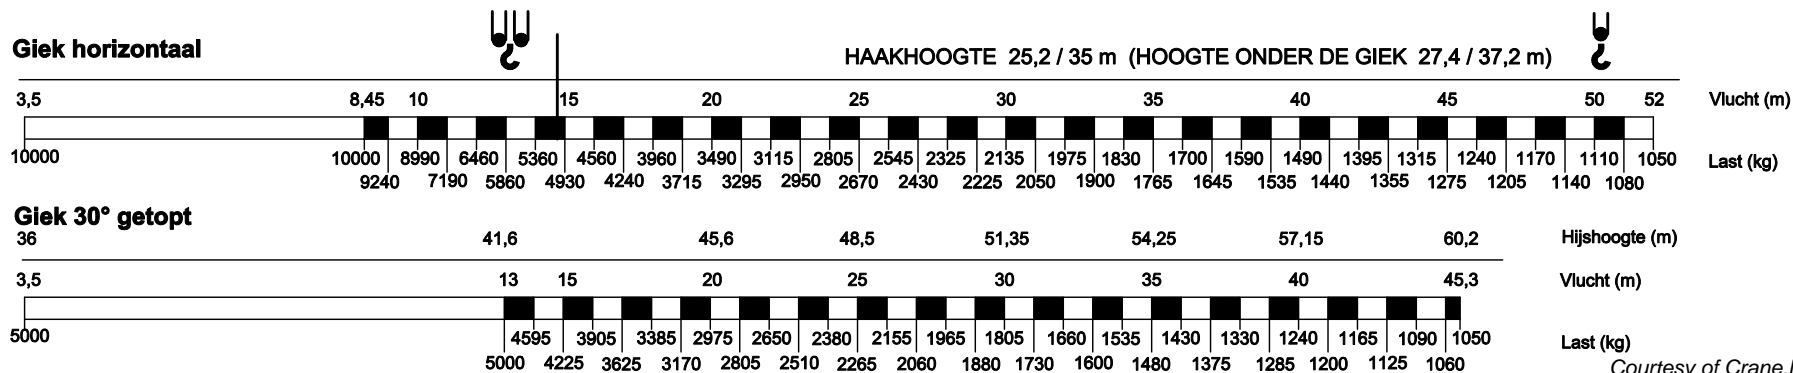 Giek horizontaal
HAAKHOOGTE 25,2 / 35 m (HOOGTE ONDER DE GIEK 27,4 / 37,2 m)
3,5 8,45 10 15 20 25 30 35 40 45 50 52 Vlucht (m)
10000 10000 8990 6460 5360 4560 3960 3490 3115 2805 2545 2325 2135 1975 1830 1700 1590 1490 1395 1315 1240 1170 1110 1050 Last (kg)
9240 7190 5860 4930 4240 3715 3295 2950 2670 2430 2225 2050 1900 1765 1645 1535 1440 1355 1275 1205 1140 1080
Giek 30° getopt
36 41,6 45,6 48,5 51,35 54,25 57,15 60,2 Hijshoogte (m)
3,5 13 15 20 25 30 35 40 45,3 Vlucht (m)
5000 4595 3905 3385 2975 2650 2380 2155 1965 1805 1660 1535 1430 1330 1240 1165 1090 1050 Last (kg)
5000 4225 3625 3170 2805 2510 2265 2060 1880 1730 1600 1480 1375 1285 1200 1125 1060
Courtesy of Crane